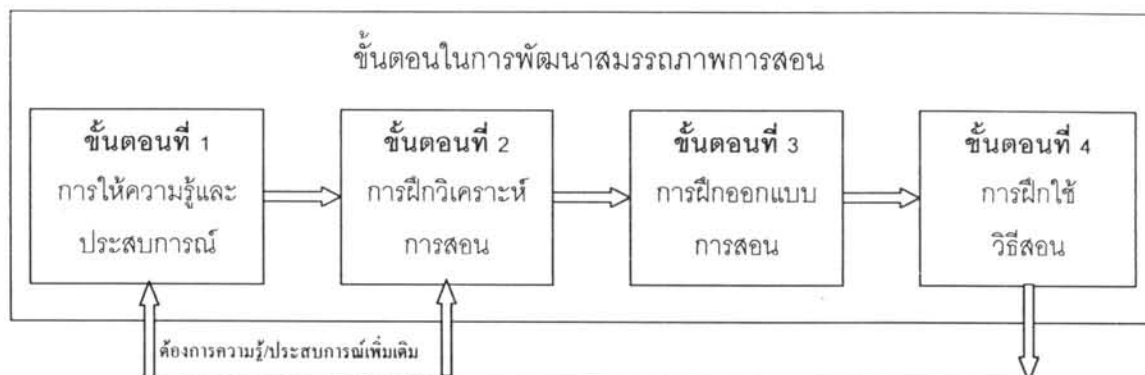 ขั้นตอนในการพัฒนาสมรรถภาพการสอน
ขั้นตอนที่ 1
การให้ความรู้และ
ประสบการณ์
ขั้นตอนที่ 2
การฝึกวิเคราะห์
การสอน
ขั้นตอนที่ 3
การฝึกออกแบบ
การสอน
ขั้นตอนที่ 4
การฝึกใช้
วิธีสอน
ต้องการความรู้/ประสบการณ์เพิ่มเติม